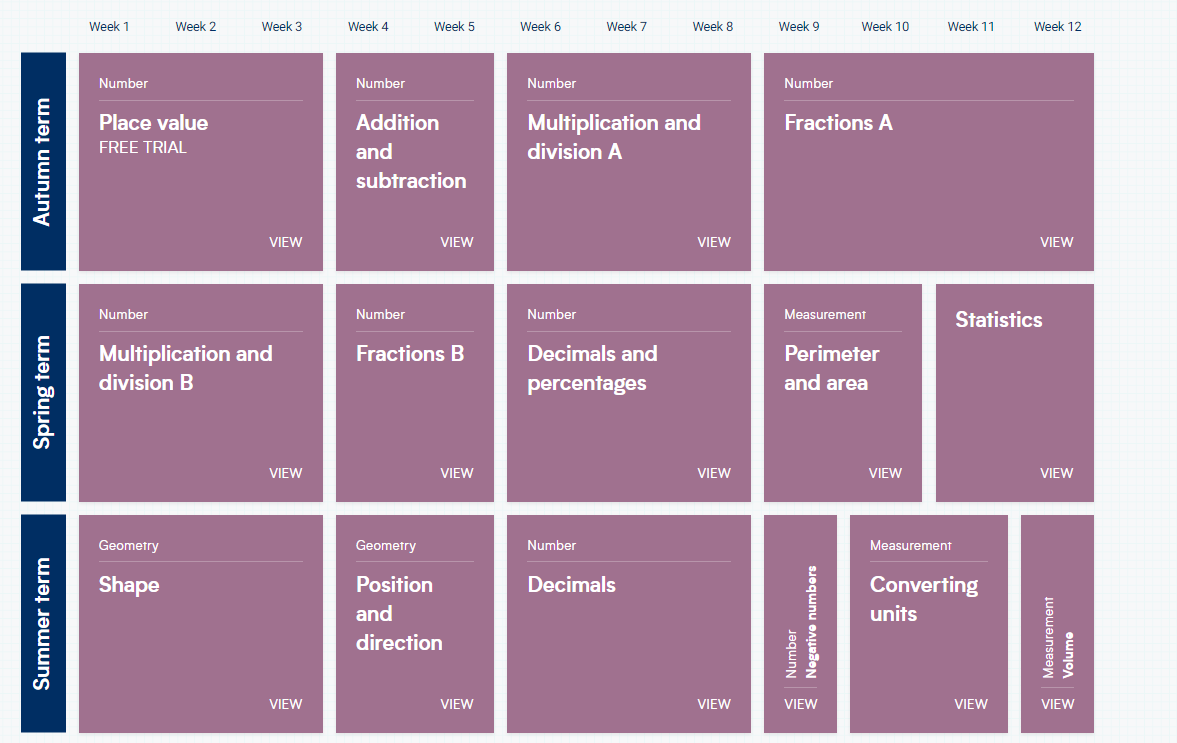 Week 1 Week 2 Week 3 Week 4 Week 5 Week 6 Week 7 Week 8 Week 9 Week 10 Week 11 Week 12
Autumn term
Number
Place value
FREE TRIAL
VIEW
Number
Addition
and
subtraction
VIEW
Number
Multiplication and
division A
VIEW
Number
Fractions A
VIEW
Spring term
Number
Multiplication and
division B
VIEW
Number
Fractions B
VIEW
Number
Decimals and
percentages
VIEW
Measurement
Perimeter
and area
VIEW
Statistics
VIEW
Summer term
Geometry
Shape
VIEW
Geometry
Position
and
direction
VIEW
Number
Decimals
VIEW
Number
Negative numbers
VIEW
Measurement
Converting
units
VIEW
Measurement
Volume
VIEW